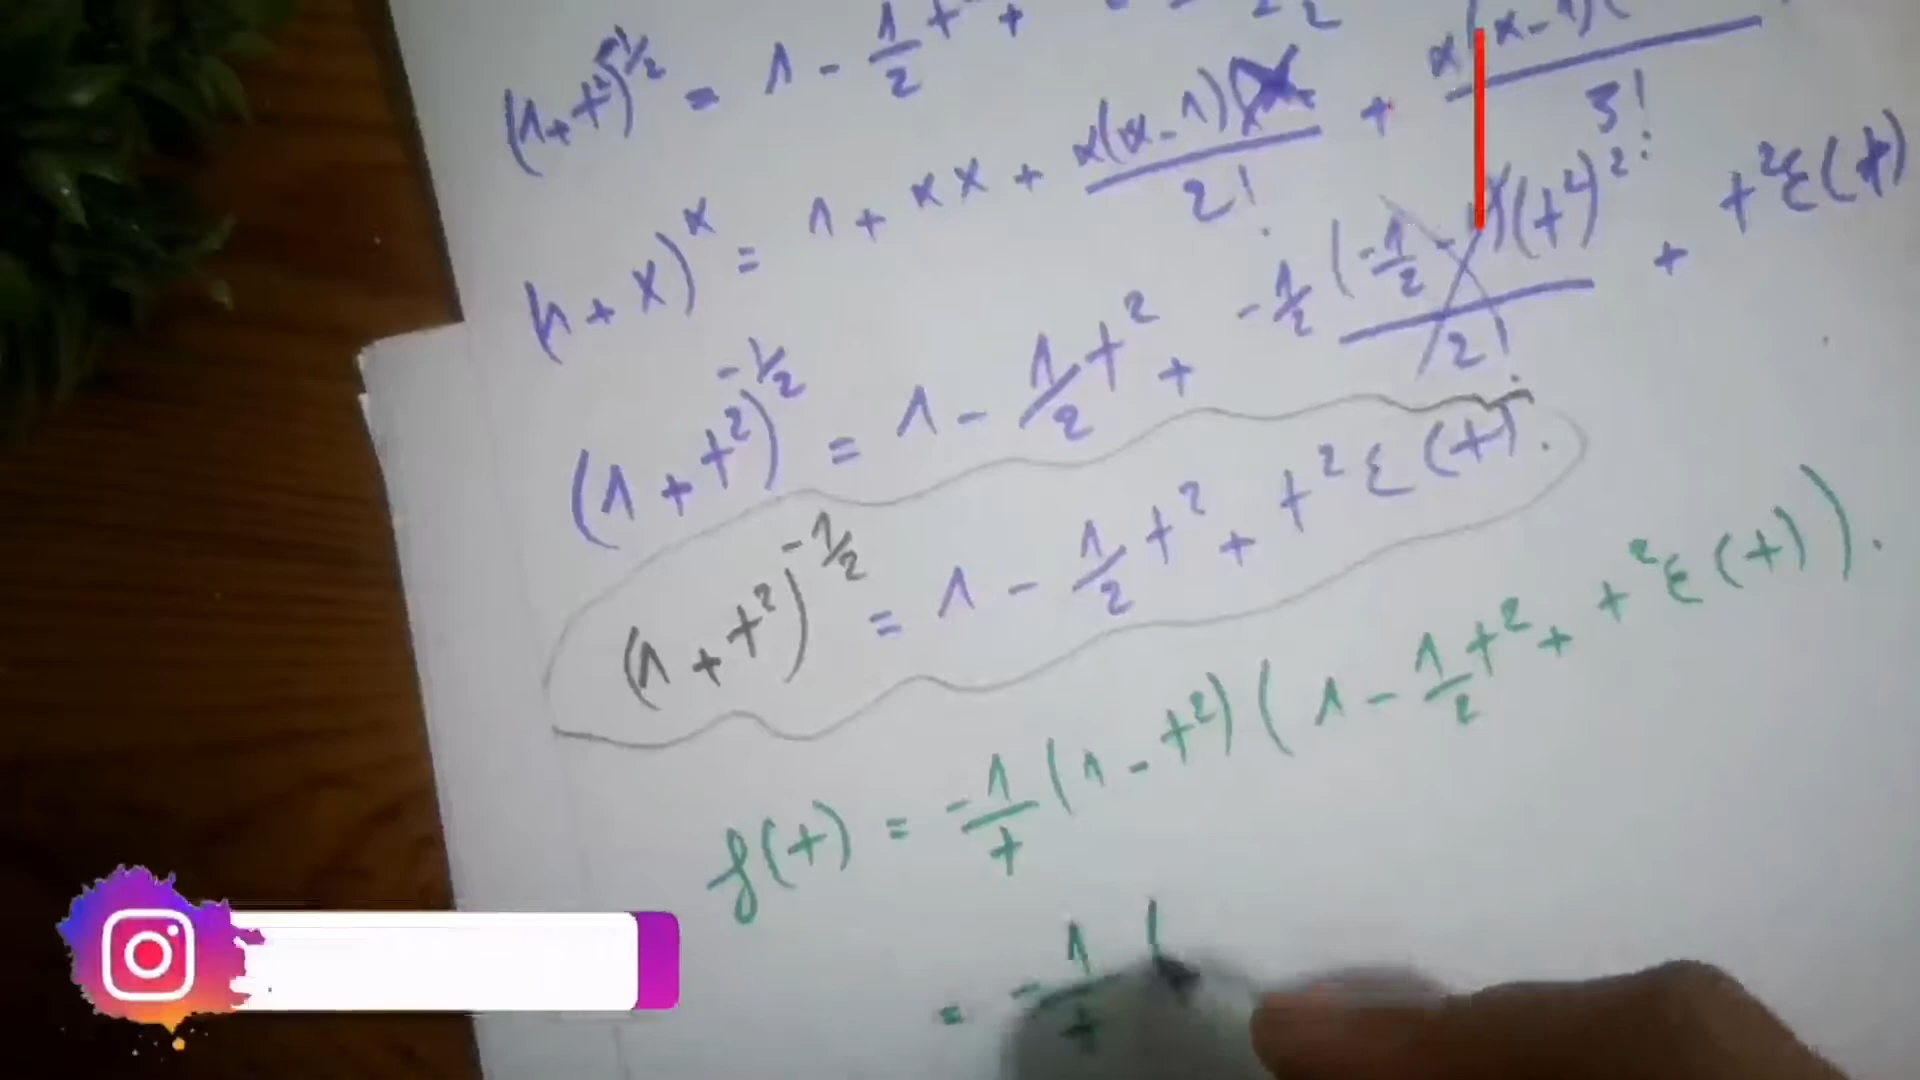 (1+t²)^-1/2 = 1 - 1/2 t² +
(1+x)^α = 1 + αx + α(α-1)/2! + α(α-1)(/3!
(1+t²)^-1/2 = 1 - 1/2 t² + -1/2(-1/2-1)(t²)²/2! + t²ε(t)
(1+t²)^-1/2 = 1 - 1/2 t² + t²ε(t).
f(t) = -1/t (1-t²)(1 - 1/2 t² + t²ε(t)).
= -1/t (